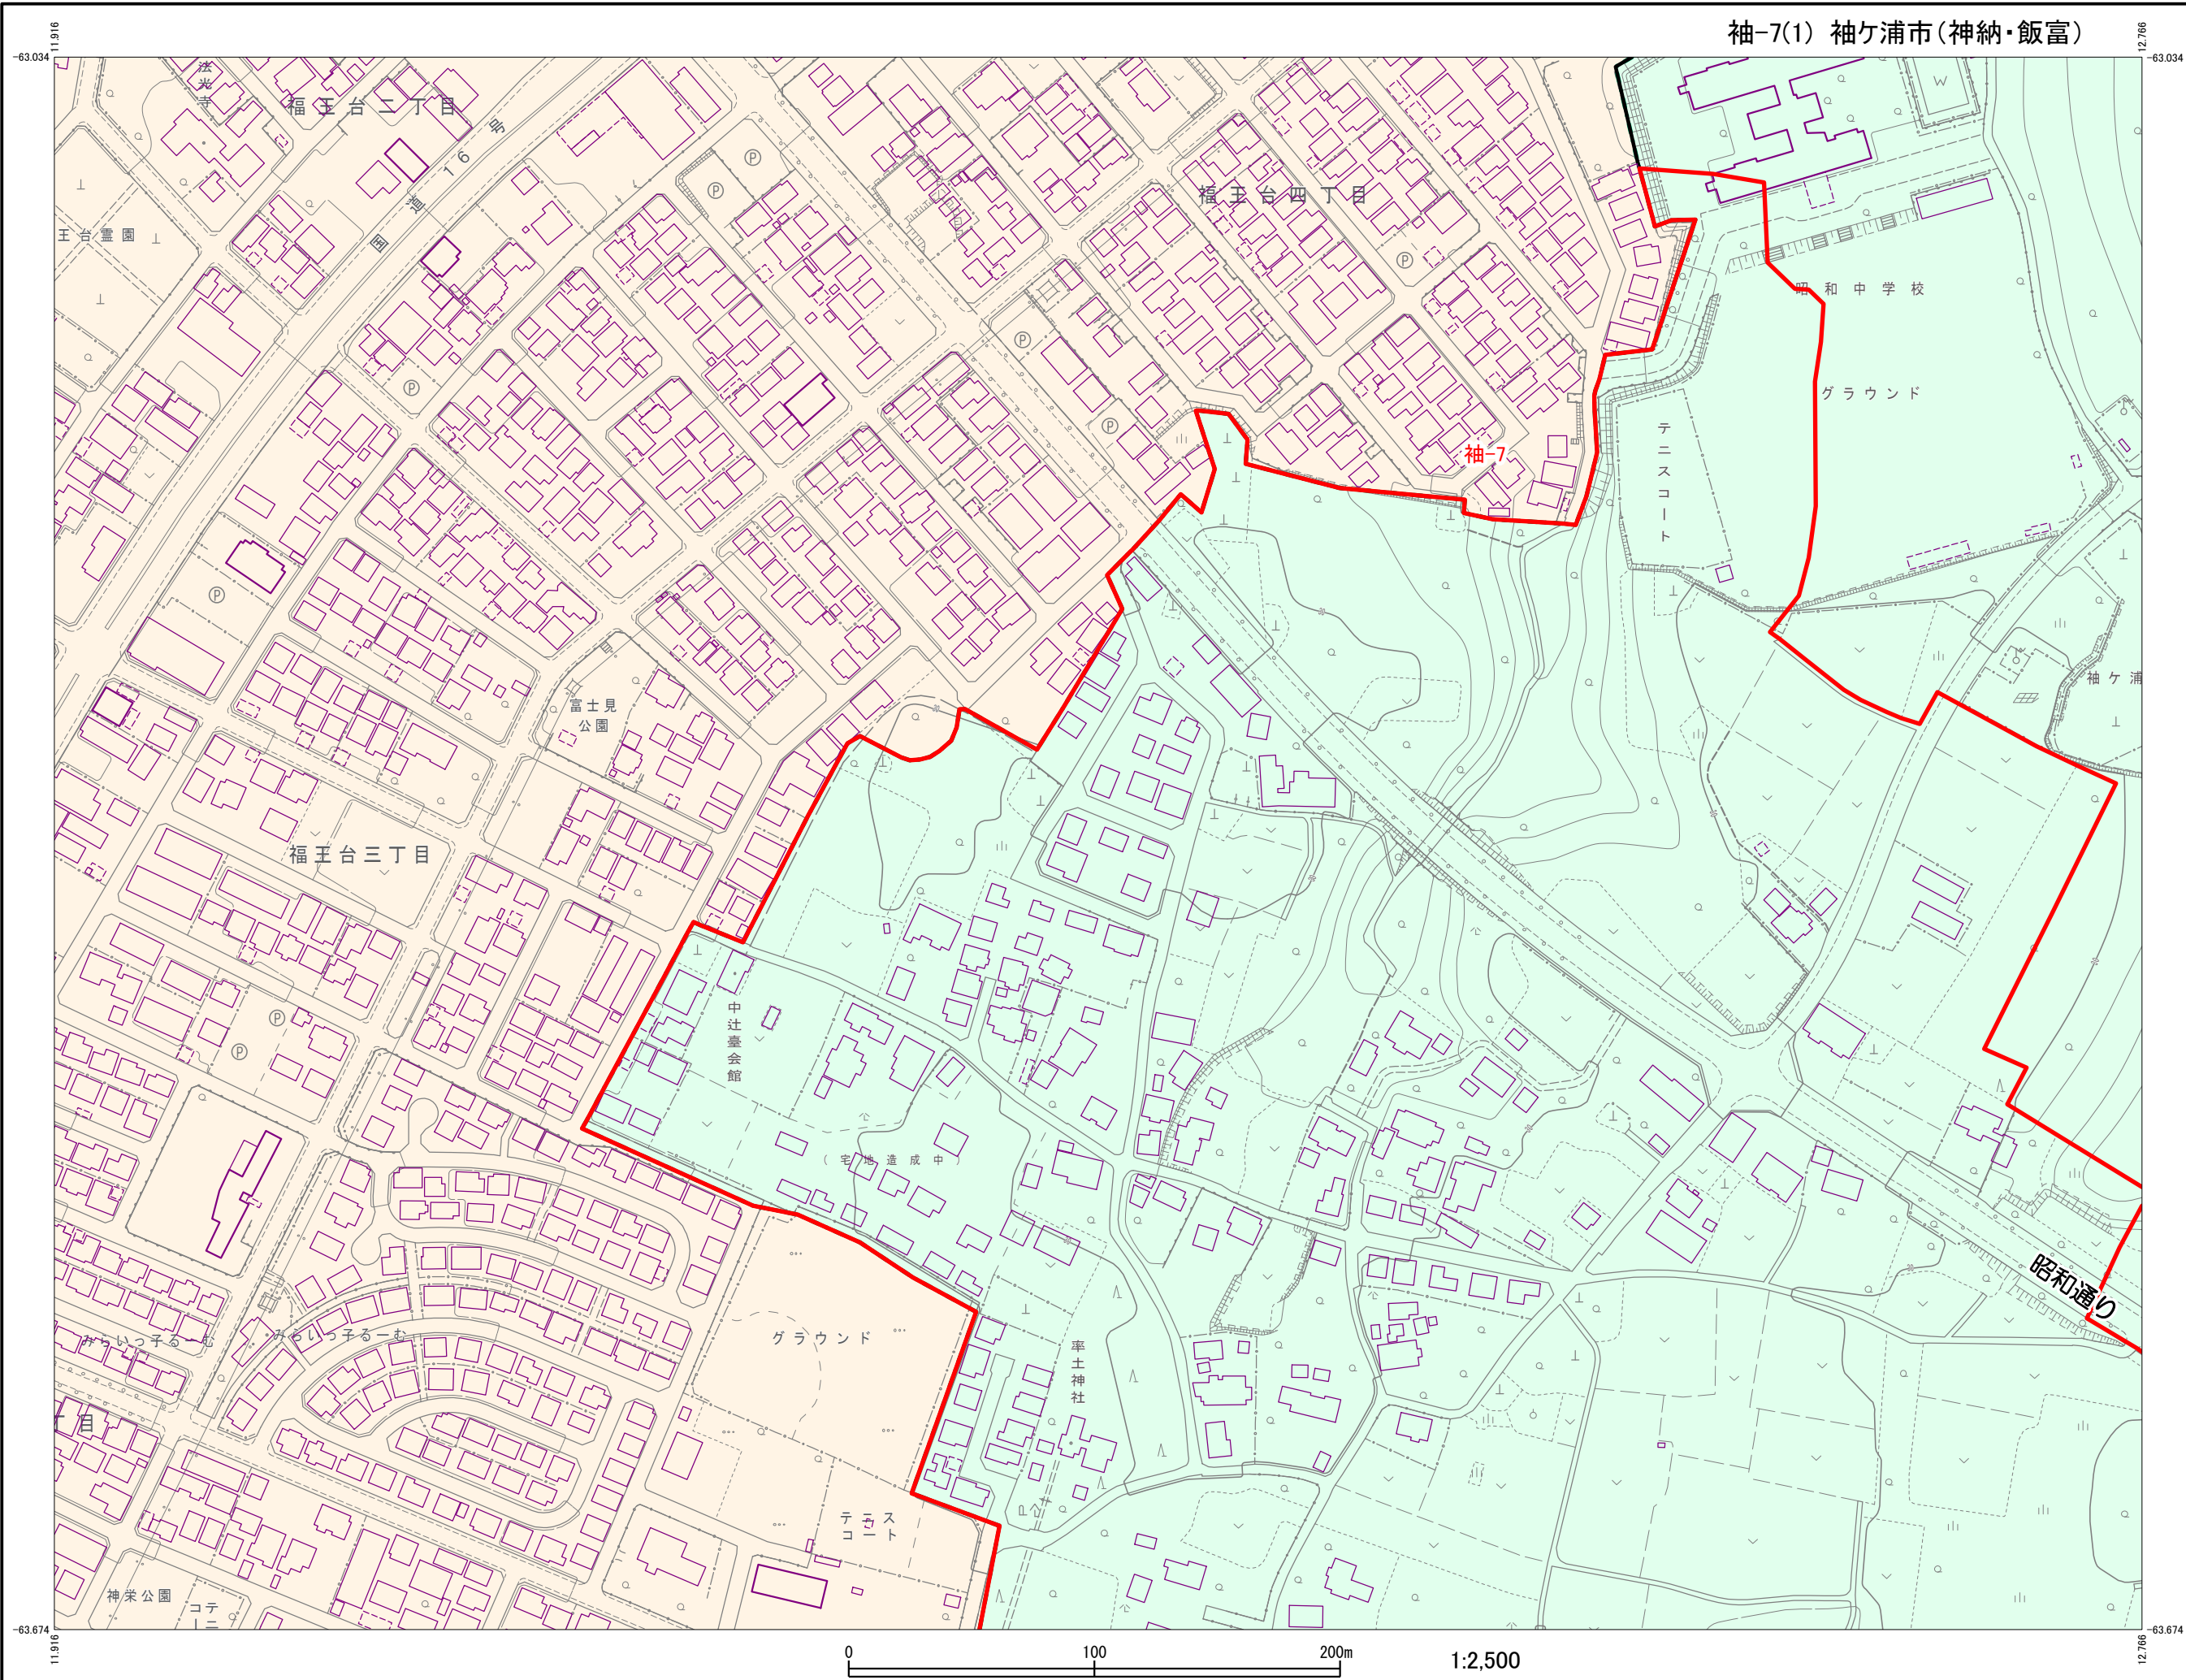 袖-7(1) 袖ケ浦市(神納・飯富)
11.916
12.766
-63.034
-63.034
法光寺
福王台二丁目
国道16号
王台霊園
福王台四丁目
昭和中学校
グラウンド
テニスコート
袖-7
袖ケ浦
富士見
公園
福王台三丁目
中辻臺会館
(宅地造成中)
昭和通り
みらいっ子るーむ
みらいっ子るーむ
グラウンド
率土神社
丁目
テニス
コート
神栄公園
コテ
ーニ
-63.674
-63.674
11.916
12.766
0 100 200m
1:2,500